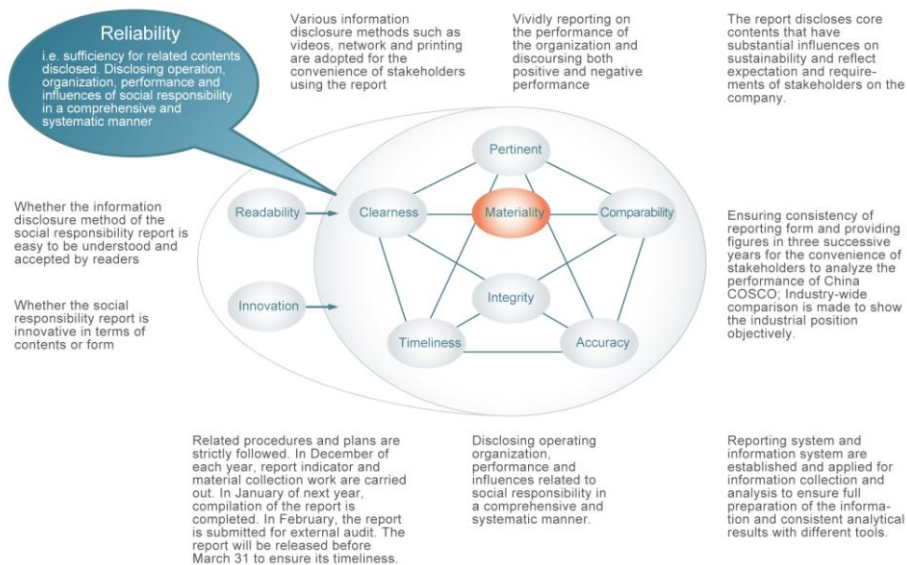 Reliability
i.e. sufficiency for related contents
disclosed. Disclosing operation,
organization, performance and
influences of social responsibility
in a comprehensive and
systematic manner
Various information
disclosure methods such as
videos, network and printing
are adopted for the
convenience of stakeholders
using the report
Vividly reporting on
the performance of
the organization and
discoursing both
positive and negative
performance
The report discloses core
contents that have
substantial influences on
sustainability and reflect
expectation and require-
ments of stakeholders on the
company.
Whether the information
disclosure method of the
social responsibility report is
easy to be understood and
accepted by readers
Whether the social
responsibility report is
innovative in terms of
contents or form
Readability
Innovation
Pertinent
Clearness
Materiality
Comparability
Integrity
Timeliness
Accuracy
Ensuring consistency of
reporting form and providing
figures in three successive
years for the convenience of
stakeholders to analyze the
performance of China
COSCO; Industry-wide
comparison is made to show
the industrial position
objectively.
Related procedures and plans are
strictly followed. In December of
each year, report indicator and
material collection work are carried
out. In January of next year,
compilation of the report is
completed. In February, the report
is submitted for external audit. The
report will be released before
March 31 to ensure its timeliness.
Disclosing operating
organization,
performance and
influences related to
social responsibility in
a comprehensive and
systematic manner.
Reporting system and
information system are
established and applied for
information collection and
analysis to ensure full
preparation of the informa-
tion and consistent analytical
results with different tools.